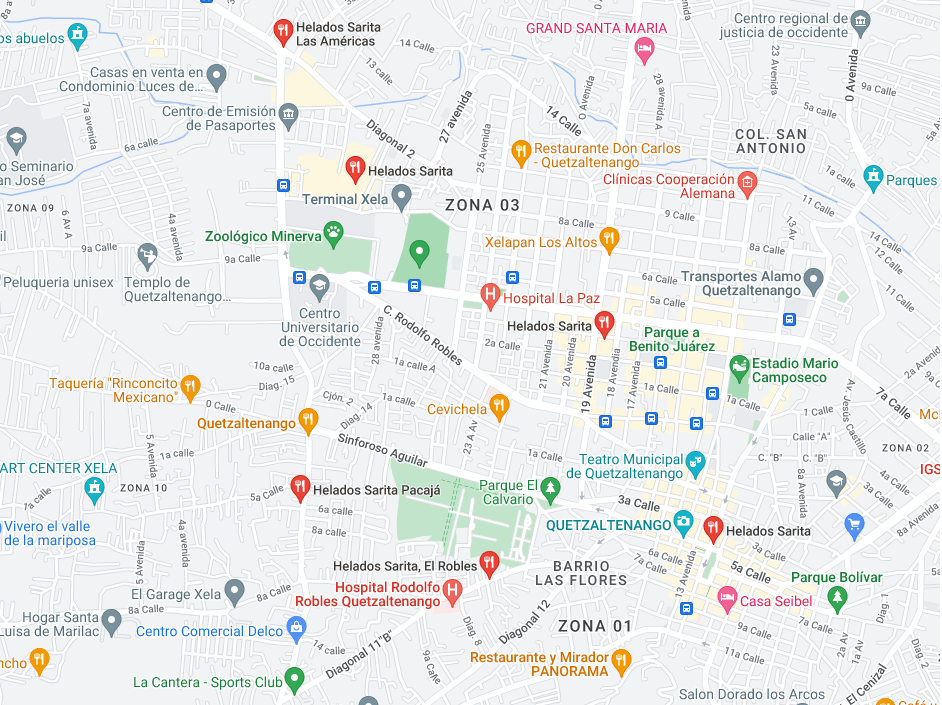 GRAND SANTA MARIA
Centro regional de
justicia de occidente
Helados Sarita
Las Américas
os abuelos
14 Calle
13 calle
Casas en venta en
Condominio Luces de...
23 Avenida
0 Avenida
28 avenida A
7a avenida
Centro de Emisión
de Pasaportes
27 avenida
14 Calle
Diagonal 2
6a calle
25 Avenida
COL. SAN
ANTONIO
Restaurante Don Carlos
- Quetzaltenango
o Seminario
an José
Helados Sarita
Clínicas Cooperación
Alemana
1a Calle
Parques
Terminal Xela
ZONA 03
ZONA 09
6 Av A
4a avenida
11 Calle
9 Calle
8a Calle
11 Calle
Zoológico Minerva
Xelapan Los Altos
9a Calle
9a Calle
12 Calle
Peluqueria unisex
Templo de
Quetzaltenango...
6a Calle
Transportes Alamo
Quetzaltenango
5a Calle
Hospital La Paz
Centro
Universitario
de Occidente
C. Rodolfo Robles
28 avenida
Helados Sarita
Parque a
Benito Juárez
2a Calle
1a calle A
21 Avenida
20 Avenida
19 Avenida
18 Avenida
17 Avenida
Estadio Mario
Camposeco
10a calle
Diag. 15
Taquería "Rinconcito
Mexicano"
Cjón. 2
Diag. 14
1a calle
1a Calle
1a Calle
Av. Jesús Castillo
7a Calle
0 Calle
Cevichela
Quetzaltenango
Sinforoso Aguilar
23 A Av
Calle "A"
C. "B"
C. "B"
ZONA 02
IGS
5 Avenida
1a Calle
Teatro Municipal
de Quetzaltenango
ART CENTER XELA
ZONA 10
1a Calle
5a Calle
Helados Sarita Pacajá
Parque El
Calvario
3a Calle
8a Avenida
6a calle
8a calle
4a avenida
Vivero el valle
de la mariposa
QUETZALTENANGO
Helados Sarita
8a Avenida
5 Avenida
6a Calle
7a Calle
5a Calle
Helados Sarita, El Robles
BARRIO
LAS FLORES
Hospital Rodolfo
Robles Quetzaltenango
Parque Bolívar
El Garage Xela
Casa Seibel
Hogar Santa
Luisa de Marilac
Centro Comercial Delco
Diag. 8
Diagonal 12
ZONA 01
9a Calle
Diag. 1
2a Av
14 calle
Diagonal 11 "B"
9a Calle
Restaurante y Mirador
PANORAMA
ncho
La Cantera - Sports Club
El Cenizal
Salon Dorado los Arcos